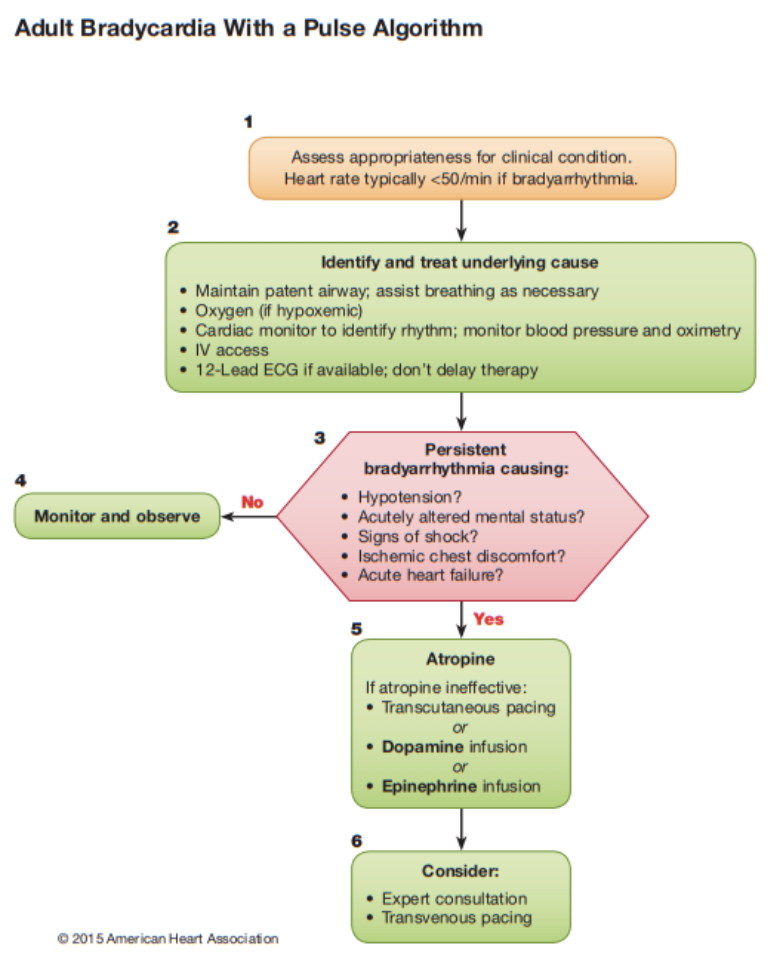 Adult Bradycardia With a Pulse Algorithm
1
Assess appropriateness for clinical condition.
Heart rate typically <50/min if bradyarrhythmia.
2
Identify and treat underlying cause
• Maintain patent airway; assist breathing as necessary
• Oxygen (if hypoxemic)
• Cardiac monitor to identify rhythm; monitor blood pressure and oximetry
• IV access
• 12-Lead ECG if available; don't delay therapy
3
Persistent
bradyarrhythmia causing:
• Hypotension?
• Acutely altered mental status?
• Signs of shock?
• Ischemic chest discomfort?
• Acute heart failure?
No
4
Monitor and observe
Yes
5
Atropine
If atropine ineffective:
• Transcutaneous pacing
or
• Dopamine infusion
or
• Epinephrine infusion
6
Consider:
• Expert consultation
• Transvenous pacing
© 2015 American Heart Association